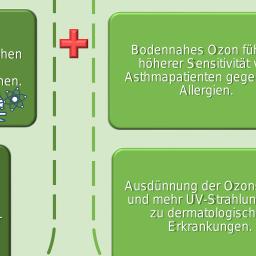 hen
nen.
Bodennahes Ozon füh
höherer Sensitivität v
Asthmapatienten gege
Allergien.
Ausdünnung der Ozons
und mehr UV-Strahlun
zu dermatologisch
Erkrankungen.